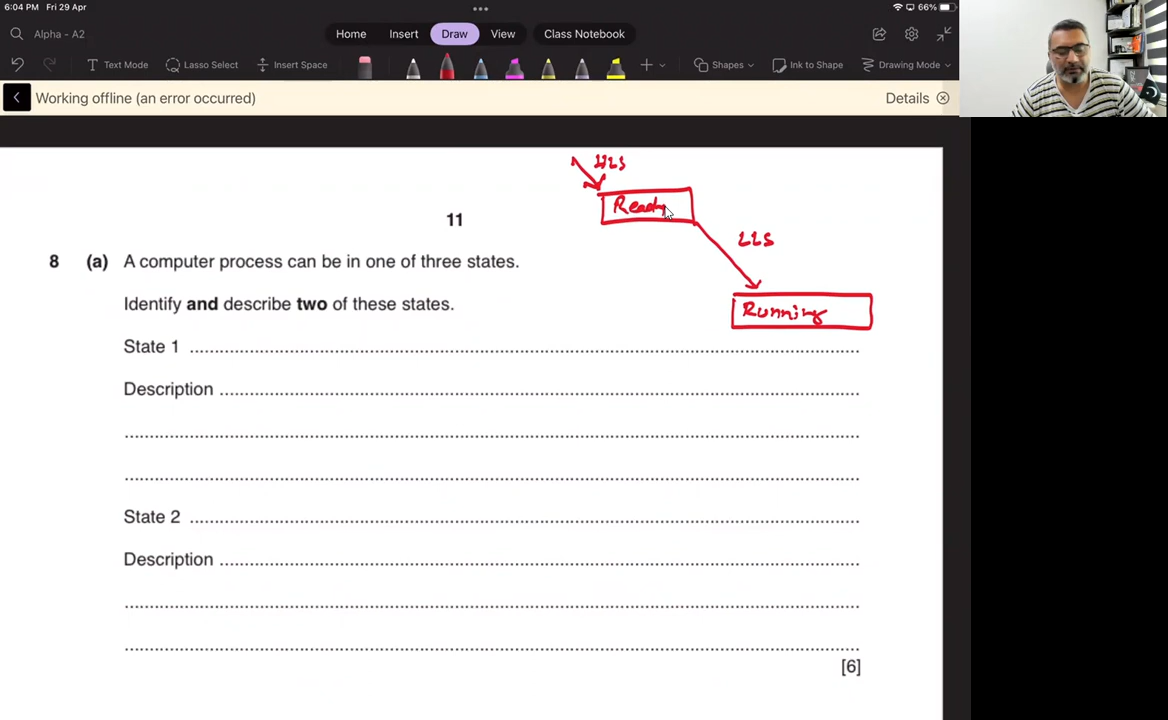 6:04 PM Fri 29 Apr
66%
Alpha - A2
Home Insert Draw View Class Notebook
Text Mode Lasso Select Insert Space Shapes Ink to Shape Drawing Mode
Working offline (an error occurred) Details
HLS
Ready
11
LLS
8 (a) A computer process can be in one of three states.
Identify and describe two of these states.
Running
State 1
Description
State 2
Description
[6]